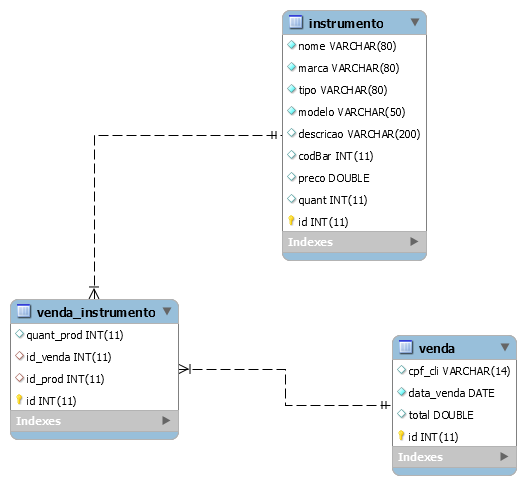 instrumento
nome VARCHAR(80)
marca VARCHAR(80)
tipo VARCHAR(80)
modelo VARCHAR(50)
descricao VARCHAR(200)
codBar INT(11)
preco DOUBLE
quant INT(11)
id INT(11)
Indexes
venda_instrumento
quant_prod INT(11)
id_venda INT(11)
id_prod INT(11)
id INT(11)
Indexes
venda
cpf_cli VARCHAR(14)
data_venda DATE
total DOUBLE
id INT(11)
Indexes